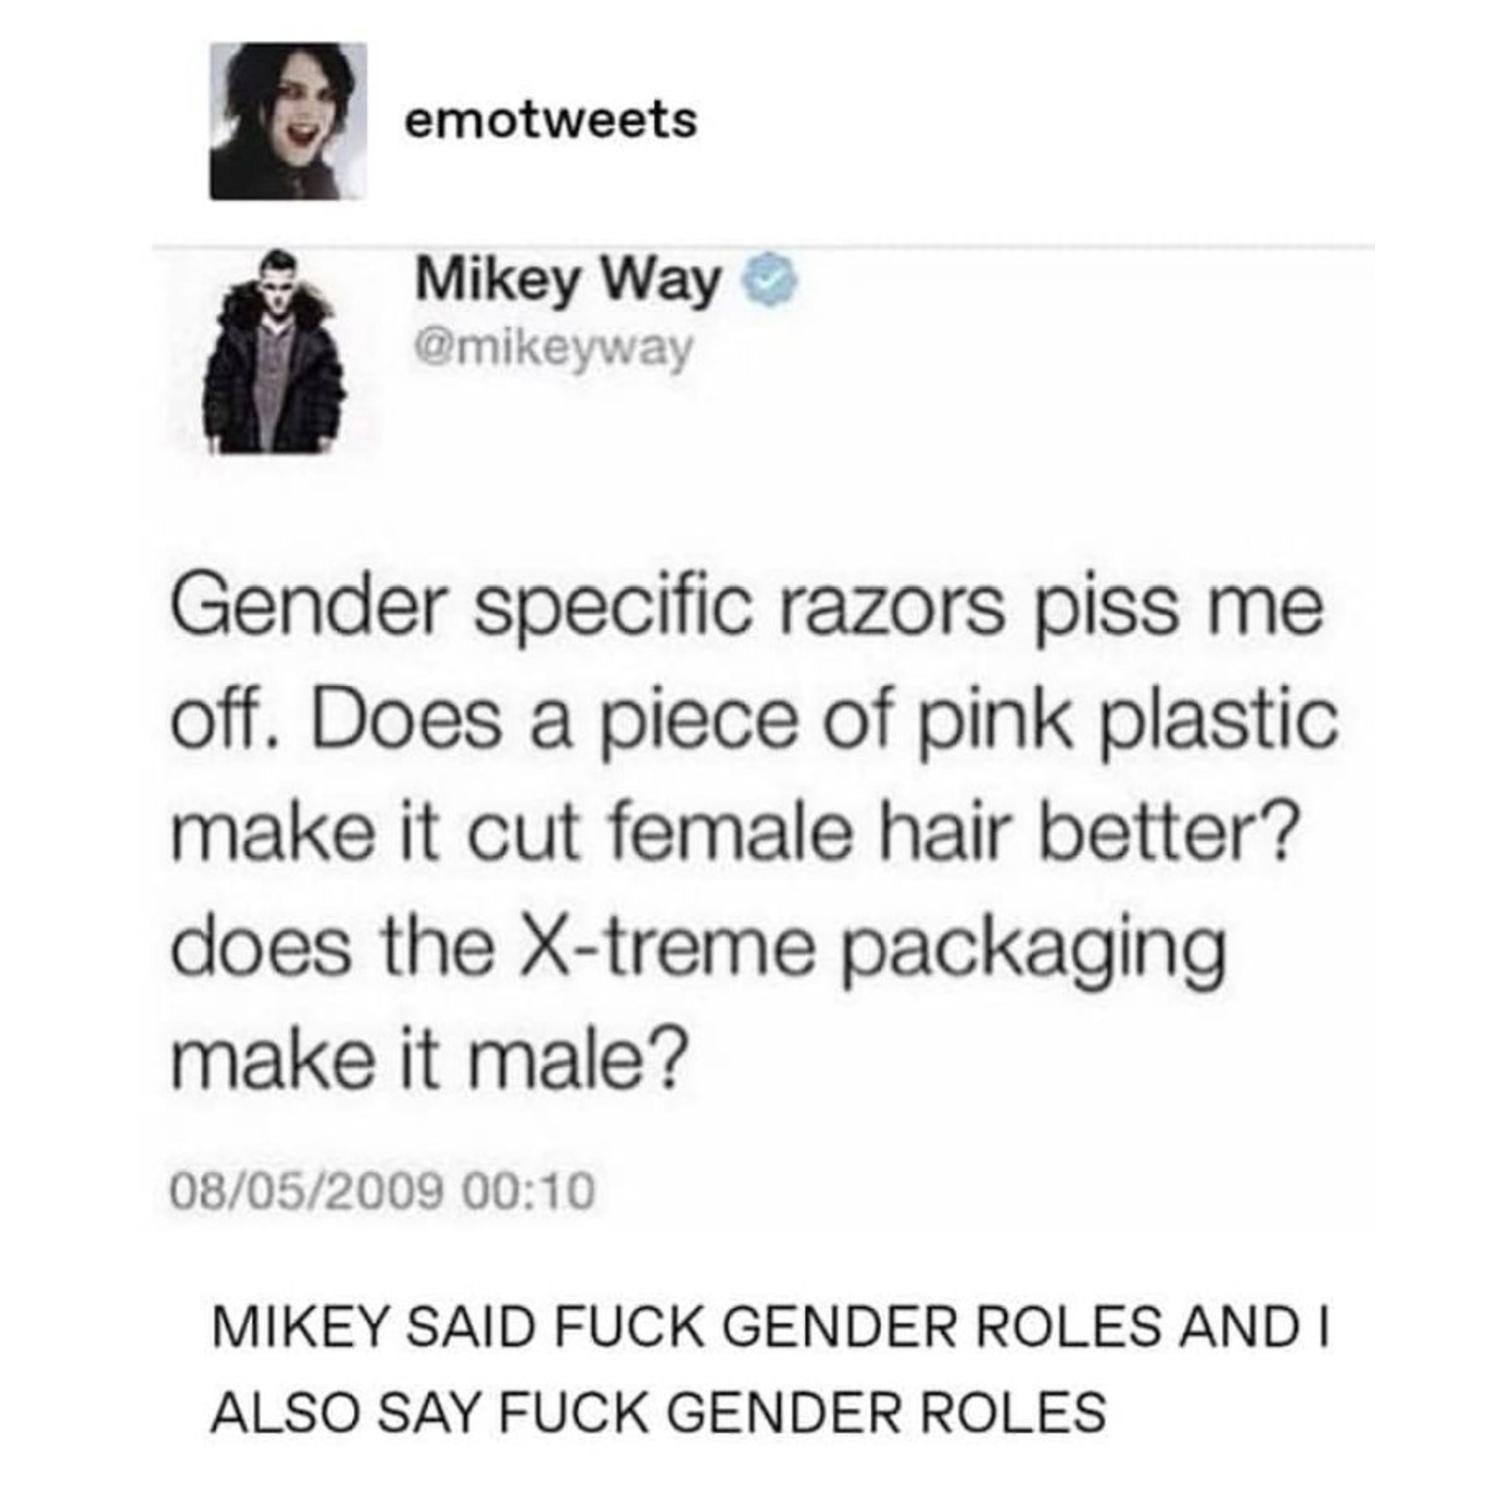 emotweets
Mikey Way
@mikeyway
Gender specific razors piss me
off. Does a piece of pink plastic
make it cut female hair better?
does the X-treme packaging
make it male?
08/05/2009 00:10
MIKEY SAID FUCK GENDER ROLES AND I
ALSO SAY FUCK GENDER ROLES